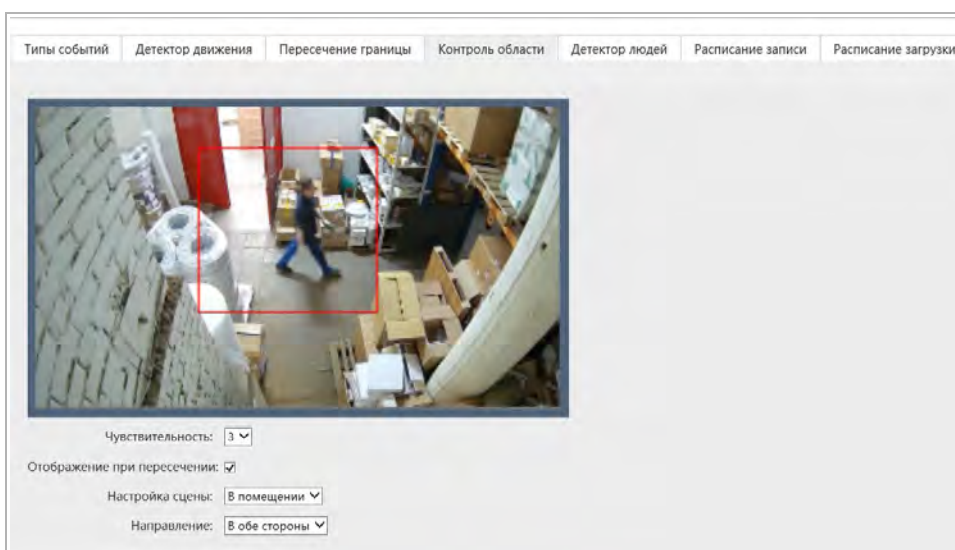 Типы событий Детектор движения Пересечение границы Контроль области Детектор людей Расписание записи Расписание загрузки
Чувствительность: 3
Отображение при пересечении:
Настройка сцены: В помещении
Направление: В обе стороны